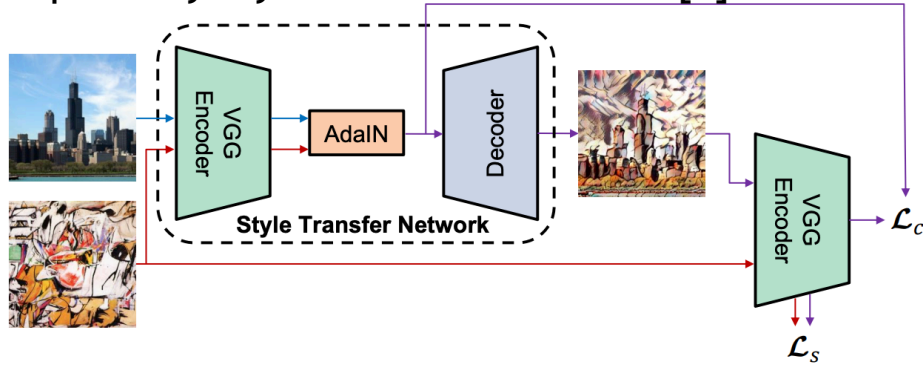 VGG
Encoder
AdaIN
Decoder
Style Transfer Network
VGG
Encoder
𝓛c
𝓛s